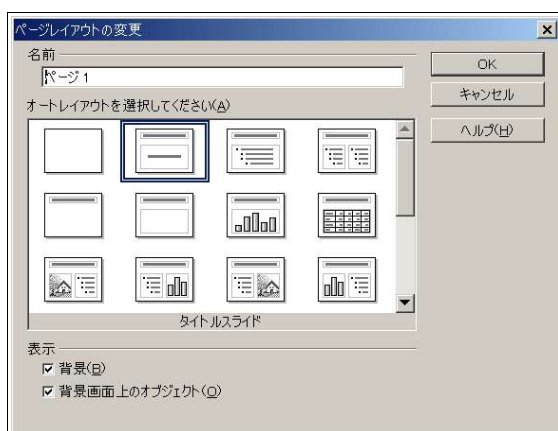 ページレイアウトの変更
名前
ページ 1
オートレイアウトを選択してください(A)
タイトルスライド
表示
背景(B)
背景画面上のオブジェクト(O)
OK
キャンセル
ヘルプ(H)